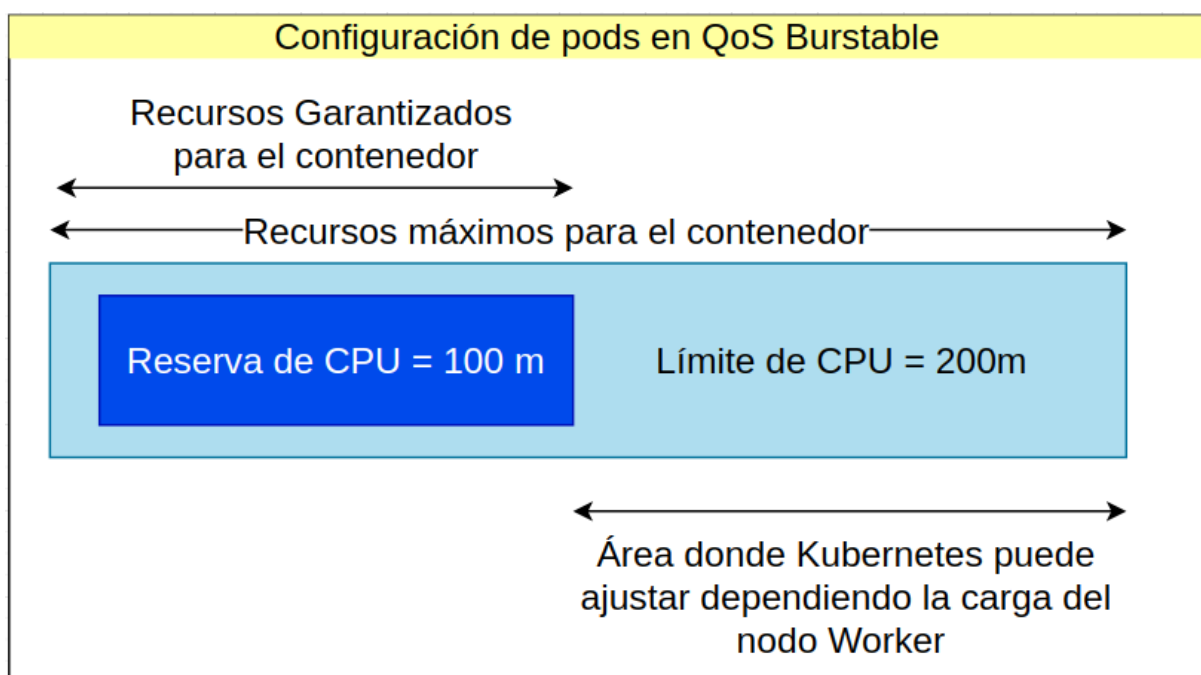 Configuración de pods en QoS Burstable
Recursos Garantizados
para el contenedor
Recursos máximos para el contenedor
Reserva de CPU = 100 m
Límite de CPU = 200m
Área donde Kubernetes puede
ajustar dependiendo la carga del
nodo Worker